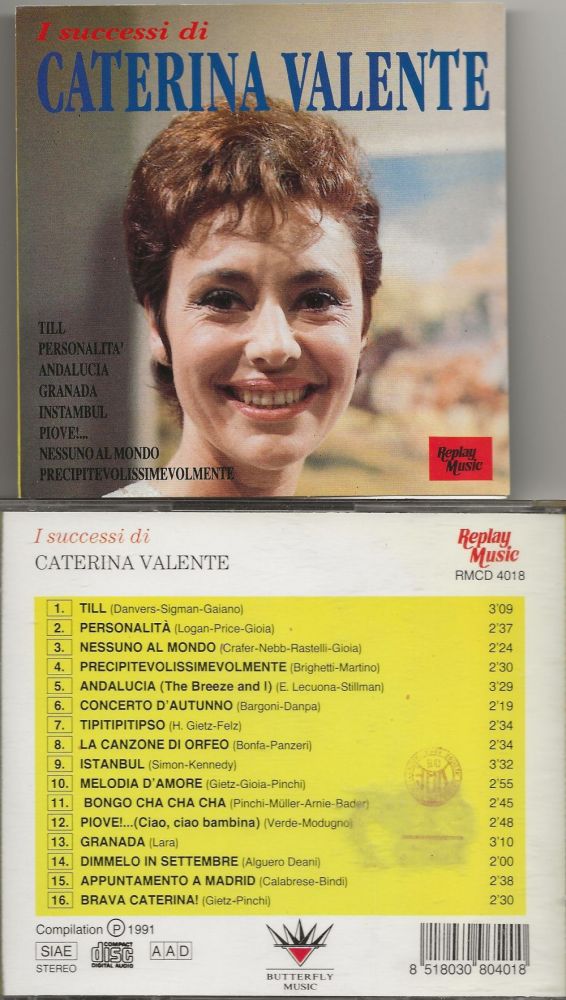 I successi di
CATERINA VALENTE
TILL
PERSONALITA'
ANDALUCIA
GRANADA
INSTAMBUL
PIOVE!....
NESSUNO AL MONDO
PRECIPITEVOLISSIMEVOLMENTE
Replay
Music
I successi di
CATERINA VALENTE
Replay
Music
RMCD 4018
1. TILL (Danvers-Sigman-Gaiano) 3'09
2. PERSONALITÀ (Logan-Price-Gioia) 2'37
3. NESSUNO AL MONDO (Crafer-Nebb-Rastelli-Gioia) 2'24
4. PRECIPITEVOLISSIMEVOLMENTE (Brighetti-Martino) 2'30
5. ANDALUCIA (The Breeze and I) (E. Lecuona-Stillman) 3'29
6. CONCERTO D'AUTUNNO (Bargoni-Danpa) 2'19
7. TIPITIPITIPSO (H. Gietz-Felz) 2'34
8. LA CANZONE DI ORFEO (Bonfa-Panzeri) 2'34
9. ISTANBUL (Simon-Kennedy) 3'32
10. MELODIA D'AMORE (Gietz-Gioia-Pinchi) 2'55
11. BONGO CHA CHA CHA (Pinchi-Müller-Arnie-Bader) 2'45
12. PIOVE!...(Ciao, ciao bambina) (Verde-Modugno) 2'48
13. GRANADA (Lara) 3'10
14. DIMMELO IN SETTEMBRE (Alguero Deani) 2'00
15. APPUNTAMENTO A MADRID (Calabrese-Bindi) 2'38
16. BRAVA CATERINA! (Gietz-Pinchi) 2'30
Compilation Ⓟ 1991
SIAE
STEREO
COMPACT
disc
DIGITAL AUDIO
AAD
BUTTERFLY
MUSIC
8 518030 804018